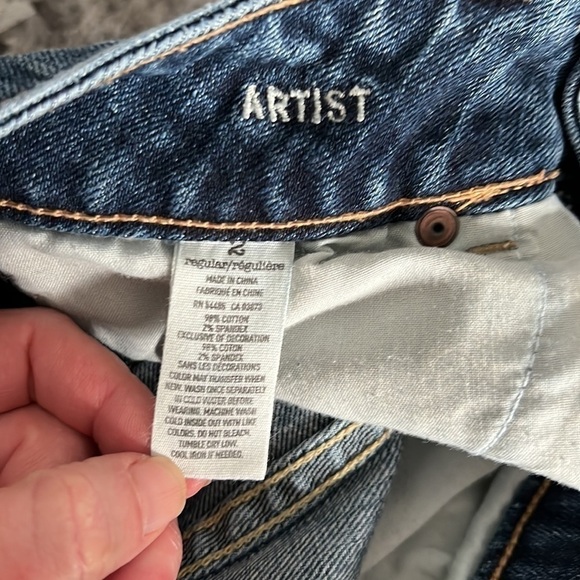 ARTIST
2
regular/régulière
MADE IN CHINA
FABRIQUÉ EN CHINE
RN 54485 CA 03673
98% COTTON
2% SPANDEX
EXCLUSIVE OF DECORATION
98% COTON
2% SPANDEX
SANS LES DÉCORATIONS
COLOR MAY TRANSFER WHEN
NEW. WASH ONCE SEPARATELY
IN COLD WATER BEFORE
WEARING. MACHINE WASH
COLD INSIDE OUT WITH LIKE
COLORS. DO NOT BLEACH.
TUMBLE DRY LOW.
COOL IRON IF NEEDED.